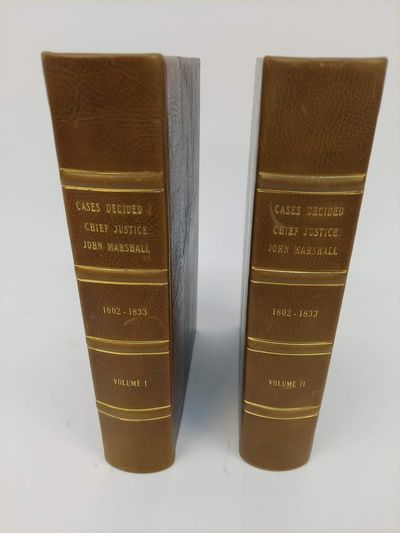 CASES DECIDED
CHIEF JUSTICE
JOHN MARSHALL
1802-1833
VOLUME I
CASES DECIDED
CHIEF JUSTICE
JOHN MARSHALL
1802-1833
VOLUME II